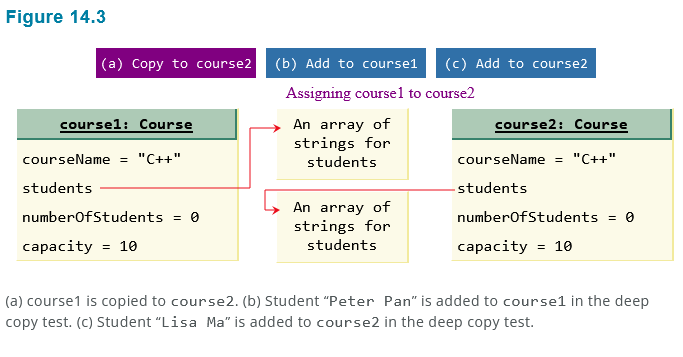 Figure 14.3
(a) Copy to course2 (b) Add to course1 (c) Add to course2
Assigning course1 to course2
course1: Course
courseName = "C++"
students
numberOfStudents = 0
capacity = 10
An array of
strings for
students
An array of
strings for
students
course2: Course
courseName = "C++"
students
numberOfStudents = 0
capacity = 10
(a) course1 is copied to course2. (b) Student “Peter Pan” is added to course1 in the deep
copy test. (c) Student “Lisa Ma” is added to course2 in the deep copy test.